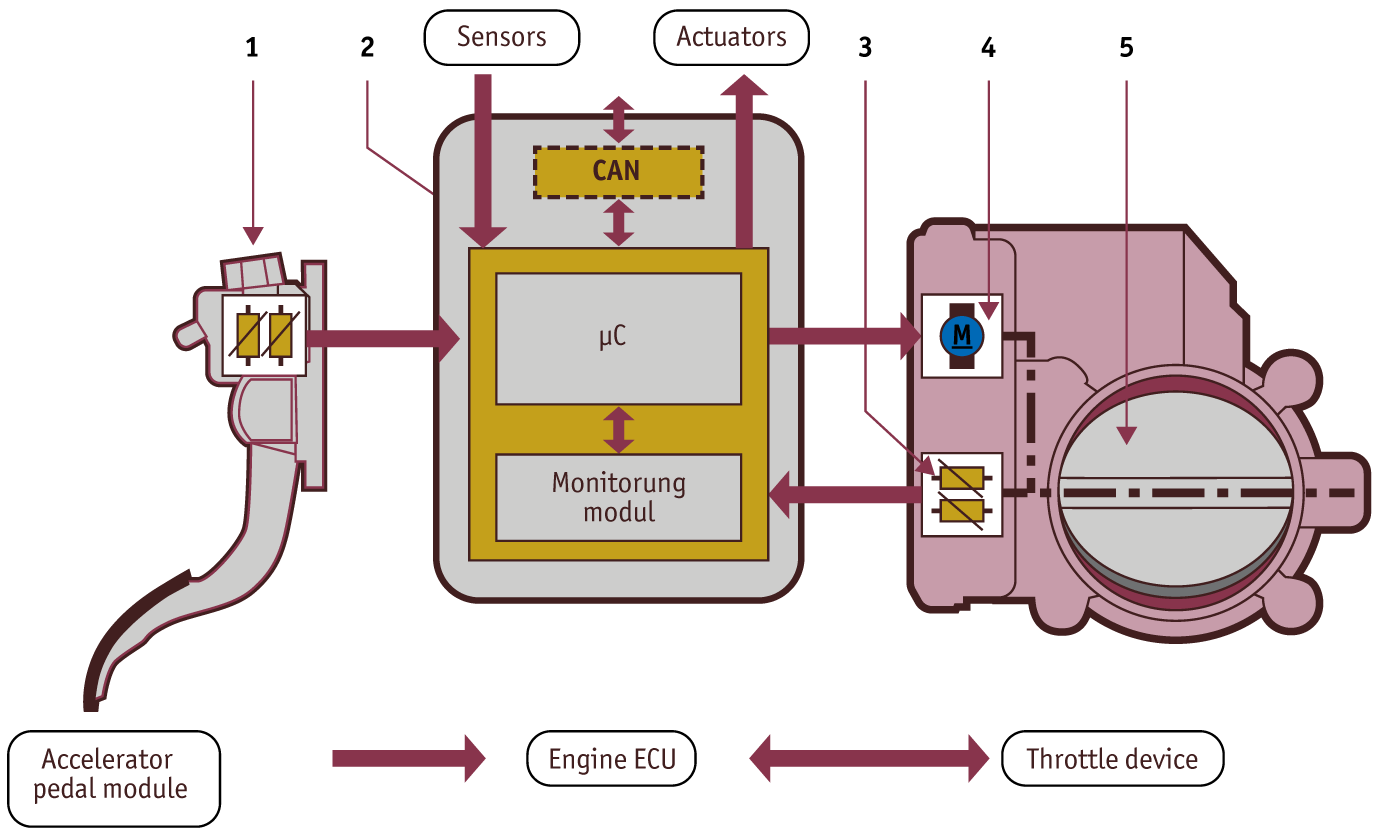 1
2
Sensors
Actuators
3
4
5
CAN
µC
M
Monitorung
modul
Accelerator
pedal module
Engine ECU
Throttle device